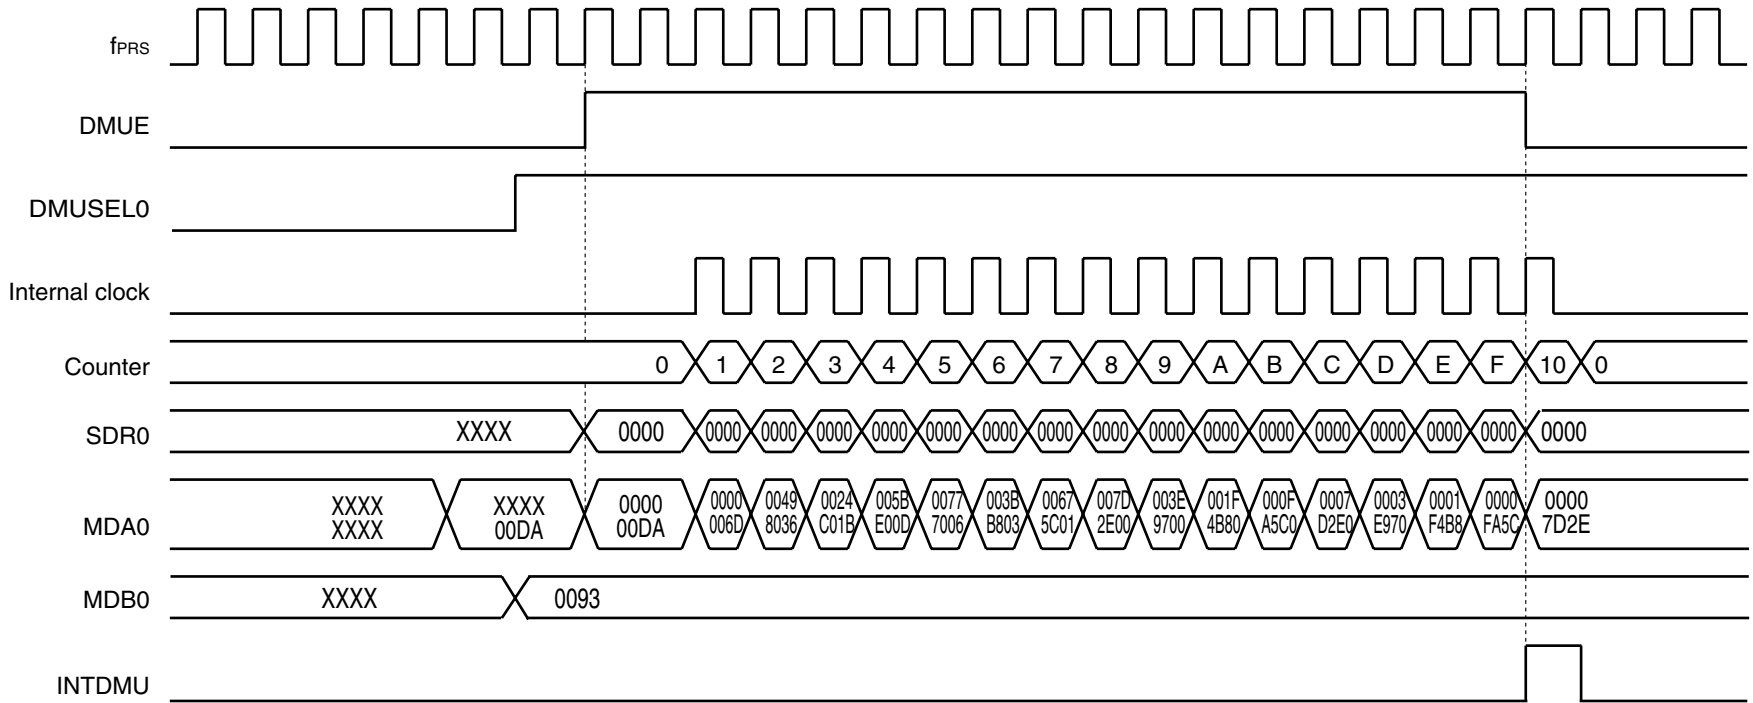 fPRS
DMUE
DMUSEL0
Internal clock
Counter 0 1 2 3 4 5 6 7 8 9 A B C D E F 10 0
SDR0 XXXX 0000 0000 0000 0000 0000 0000 0000 0000 0000 0000 0000 0000 0000 0000 0000 0000 0000
XXXX XXXX 0000 0000 0049 0024 005B 0077 003B 0067 007D 003E 001F 000F 0007 0003 0001 0000 0000
MDA0
XXXX 00DA 00DA 006D 8036 C01B E00D 7006 B803 5C01 2E00 9700 4B80 A5C0 D2E0 E970 F4B8 FA5C 7D2E
MDB0 XXXX 0093
INTDMU